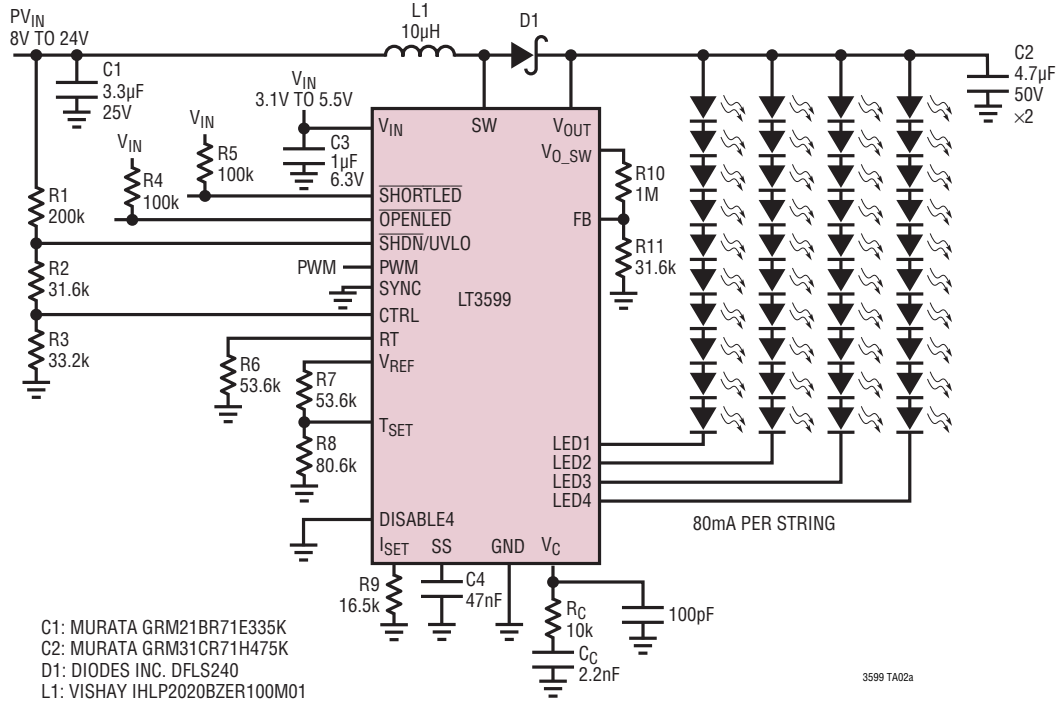 PVIN
8V TO 24V
L1
10µH
D1
C1
3.3µF
25V
C2
4.7µF
50V
×2
VIN
3.1V TO 5.5V
VIN
VIN
R5
100k
R4
100k
C3
1µF
6.3V
R1
200k
R2
31.6k
R3
33.2k
VIN
SW
VOUT
VO_SW
SHORTLED
OPENLED
SHDN/UVLO
FB
R10
1M
R11
31.6k
PWM
PWM
SYNC
LT3599
CTRL
RT
VREF
R6
53.6k
R7
53.6k
TSET
R8
80.6k
LED1
LED2
LED3
LED4
80mA PER STRING
DISABLE4
ISET
SS
GND
VC
R9
16.5k
C4
47nF
RC
10k
CC
2.2nF
100pF
C1: MURATA GRM21BR71E335K
C2: MURATA GRM31CR71H475K
D1: DIODES INC. DFLS240
L1: VISHAY IHLP2020BZER100M01
3599 TA02a